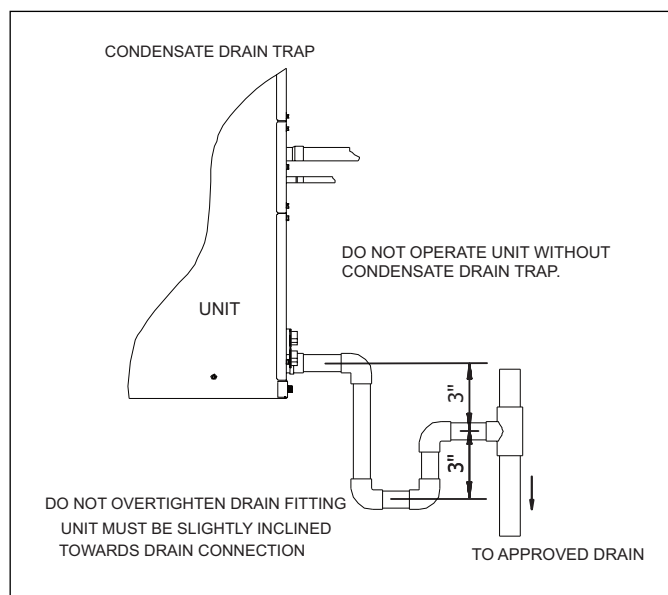 CONDENSATE DRAIN TRAP
DO NOT OPERATE UNIT WITHOUT
CONDENSATE DRAIN TRAP.
UNIT
3"
3"
DO NOT OVERTIGHTEN DRAIN FITTING
UNIT MUST BE SLIGHTLY INCLINED
TOWARDS DRAIN CONNECTION
TO APPROVED DRAIN